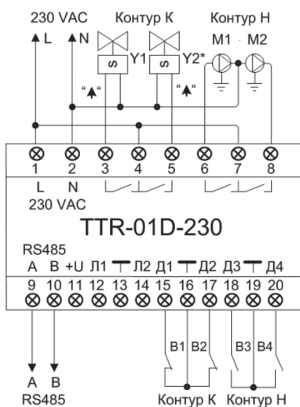 230 VAC Контур К Контур Н
L N Y1 Y2* M1 - M2
S S
" " " "
1 2 3 4 5 6 7 8
L N
230 VAC
TTR-01D-230
RS485
A B +U Л1 Л2 Д1 Д2 Д3 Д4
9 10 11 12 13 14 15 16 17 18 19 20
B1 B2 B3 B4
A B
RS485 Контур К Контур Н